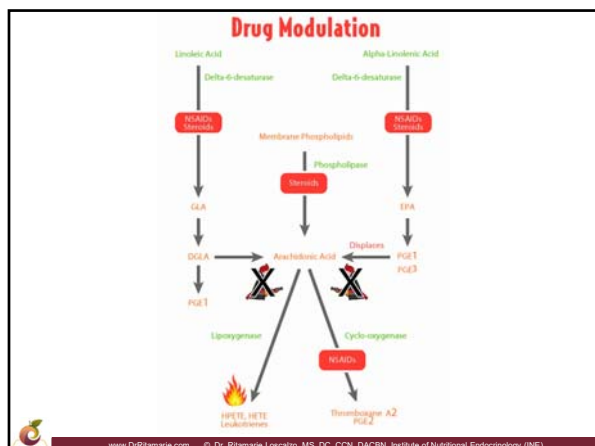 Drug Modulation
Linoleic Acid
Alpha-Linolenic Acid
Delta-6-desaturase
Delta-6-desaturase
NSAIDs
Steroids
NSAIDs
Steroids
Membrane Phospholipids
Phospholipase
Steroids
GLA
EPA
Displaces
DGLA
Arachidonic Acid
PGE1
PGE3
X
X
PGE1
Lipoxygenase
Cyclo-oxygenase
NSAIDs
HPETE, HETE
Leukotrienes
Thromboxane A2
PGE2
www.DrRitamarie.com © Dr. Ritamarie Loscalzo, MS, DC, CCN, DACBN, Institute of Nutritional Endocrinology (INE)